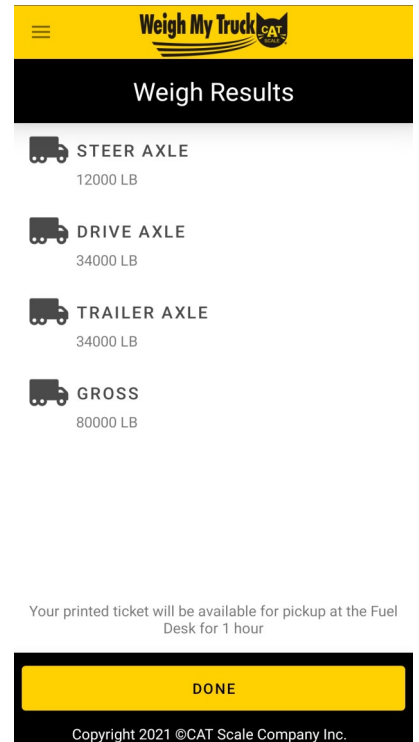 Weigh My Truck CAT SCALE
Weigh Results
STEER AXLE
12000 LB
DRIVE AXLE
34000 LB
TRAILER AXLE
34000 LB
GROSS
80000 LB
Your printed ticket will be available for pickup at the Fuel
Desk for 1 hour
DONE
Copyright 2021 ©CAT Scale Company Inc.